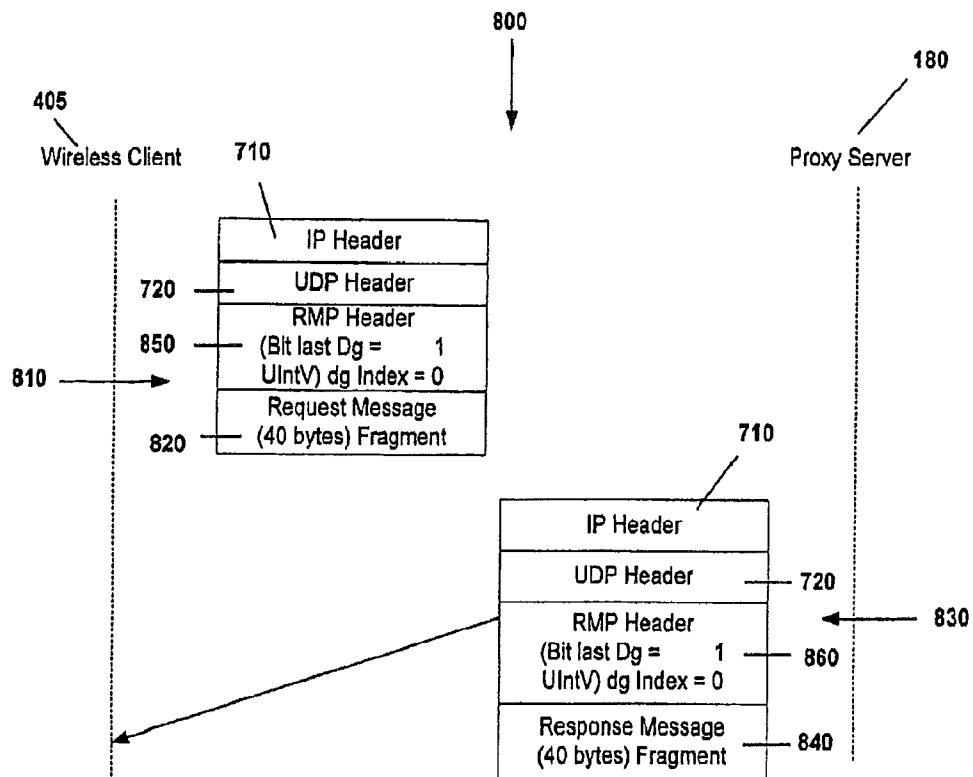 800
180
405
Wireless Client
710
Proxy Server
IP Header
720
UDP Header
850
RMP Header
(Bit last Dg = 1
UIntV) dg Index = 0
810
Request Message
(40 bytes) Fragment
820
710
IP Header
UDP Header
720
RMP Header
(Bit last Dg = 1
UIntV) dg Index = 0
830
860
Response Message
(40 bytes) Fragment
840